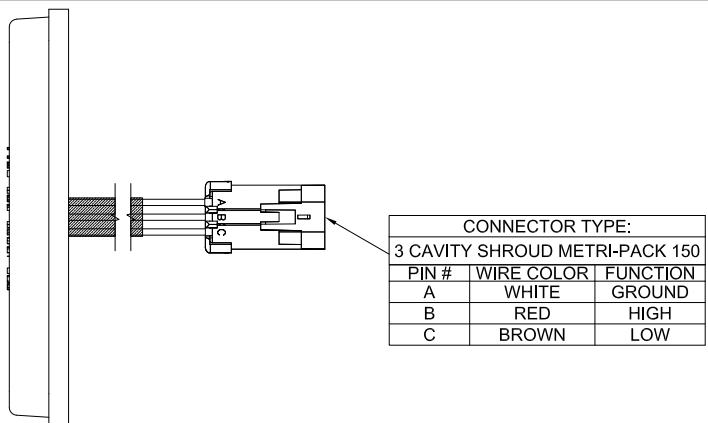 A
B
C
CONNECTOR TYPE:
3 CAVITY SHROUD METRI-PACK 150
PIN # WIRE COLOR FUNCTION
A WHITE GROUND
B RED HIGH
C BROWN LOW